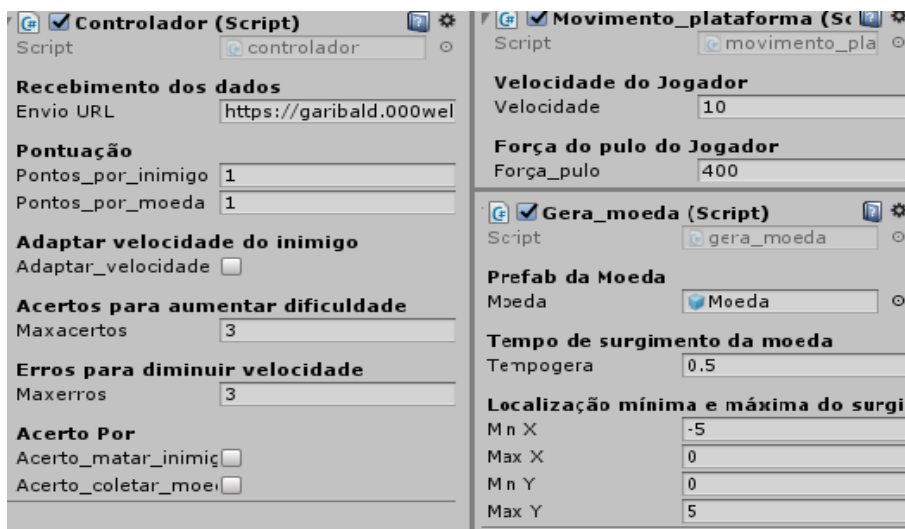 Controlador (Script)
Script controlador
Recebimento dos dados
Envio URL https://garibald.000wel
Pontuação
Pontos_por_inimigo 1
Pontos_por_moeda 1
Adaptar velocidade do inimigo
Adaptar_velocidade
Acertos para aumentar dificuldade
Maxacertos 3
Erros para diminuir velocidade
Maxerros 3
Acerto Por
Acerto_matar_inimig
Acerto_coletar_moe
Movimento_plataforma (Sc
Script movimento_pla
Velocidade do Jogador
Velocidade 10
Força do pulo do Jogador
Força_pulo 400
Gera_moeda (Script)
Script gera_moeda
Prefab da Moeda
Moeda Moeda
Tempo de surgimento da moeda
Tempogera 0.5
Localização mínima e máxima do surgi
Min X -5
Max X 0
Min Y 0
Max Y 5